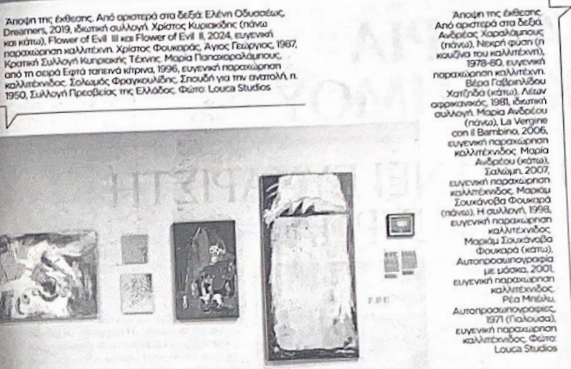 Άποψη της έκθεσης. Από αριστερά στα δεξιά: Ελένη Οδυσσέως,
Dreamers, 2019, ιδιωτική συλλογή. Χρίστος Κυριακίδης (πάνω
και κάτω), Flower of Evil III και Flower of Evil II, 2024, ευγενική
παραχώρηση καλλιτέχνη. Χρίστος Φουκαράς, Άγιος Γεώργιος, 1987,
Κρατική Συλλογή Κυπριακής Τέχνης. Μαρία Παπαχαραλάμπους,
από τη σειρά Εφτά ταπεινά κίτρινα, 1996, ευγενική παραχώρηση
καλλιτέχνιδος. Σολωμός Φραγκουλίδης, Σπουδή για την ανατολή, π.
1950, Συλλογή Πρεσβείας της Ελλάδος. Φώτο: Louca Studios
Άποψη της έκθεσης.
Από αριστερά στα δεξιά:
Ανδρέας Χαραλάμπους
(πάνω), Νεκρή φύση (η
κουζίνα του καλλιτέχνη),
1978-80, ευγενική
παραχώρηση καλλιτέχνη.
Βέρα Γαβριηλίδου
Χατζηδα (κάτω), Λέων
αφρικανικός, 1981, ιδιωτική
συλλογή. Μαρία Ανδρέου
(πάνω), La Vergine
con il Bambino, 2006,
ευγενική παραχώρηση
καλλιτέχνιδος. Μαρία
Ανδρέου (κάτω),
Σαλώμη, 2007,
ευγενική παραχώρηση
καλλιτέχνιδος. Μαριάμ
Σουχάνοβα Φουκαρά
(πάνω), Η συλλογή, 1998,
ευγενική παραχώρηση
καλλιτέχνιδος.
Μαριάμ Σουχάνοβα
Φουκαρά (κάτω),
Αυτοπροσωπογραφία
με μάσκα, 2001,
ευγενική παραχώρηση
καλλιτέχνιδος.
Ρέα Μπέιλυ,
Αυτοπροσωπογραφίες,
1971 (Γιαλούσα),
ευγενική παραχώρηση
καλλιτέχνιδος. Φώτο:
Louca Studios